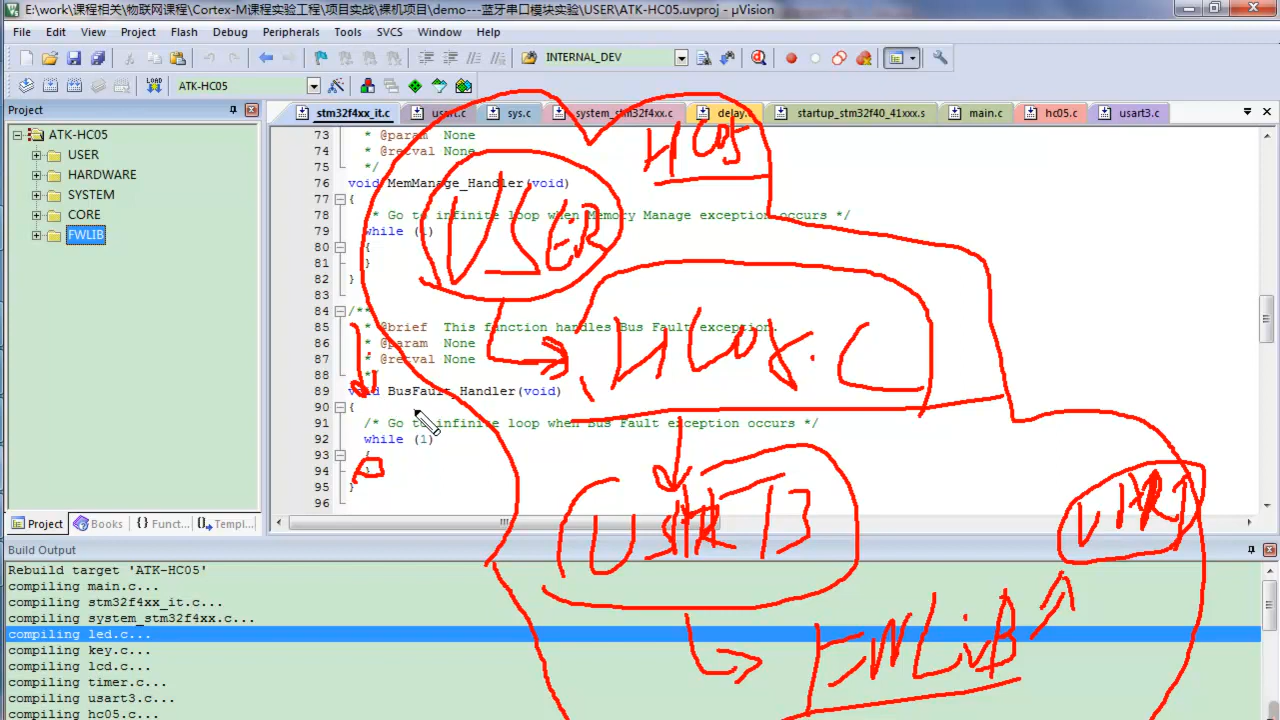 E:\work\课程相关\物联网课程\Cortex-M课程实验工程\项目实战\裸机项目\demo---蓝牙串口模块实验\USER\ATK-HC05.uvproj - µVision
File Edit View Project Flash Debug Peripherals Tools SVCS Window Help
INTERNAL_DEV
LOAD ATK-HC05
Project
stm32f4xx_it.c usart.c sys.c system_stm32f4xx.c delay.c startup_stm32f40_41xxx.s main.c hc05.c usart3.c
ATK-HC05
USER
HARDWARE
SYSTEM
CORE
FWLIB
73 * @param None
74 * @retval None
75 */
76 void MemManage_Handler(void)
77 {
78 /* Go to infinite loop when Memory Manage exception occurs */
79 while (1)
80 {
81 }
82 }
83
84 /**
85 * @brief This function handles Bus Fault exception.
86 * @param None
87 * @retval None
88 */
89 void BusFault_Handler(void)
90 {
91 /* Go to infinite loop when Bus Fault exception occurs */
92 while (1)
93 {
94 }
95 }
96
HC05
USER
HC05.C
Project Books Funct... Templ...
Build Output
Rebuild target 'ATK-HC05'
compiling main.c...
compiling stm32f4xx_it.c...
compiling system_stm32f4xx.c...
compiling led.c...
compiling key.c...
compiling lcd.c...
compiling timer.c...
compiling usart3.c...
compiling hc05.c...